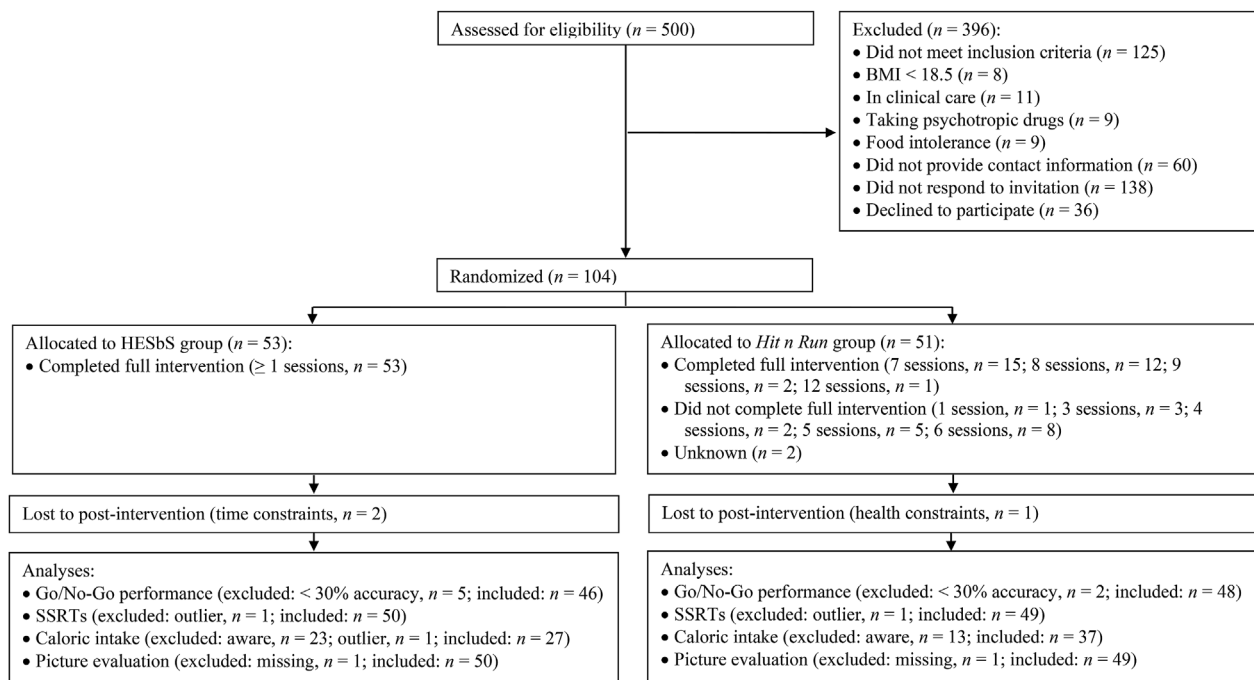 Assessed for eligibility (n = 500)
Excluded (n = 396):
• Did not meet inclusion criteria (n = 125)
• BMI < 18.5 (n = 8)
• In clinical care (n = 11)
• Taking psychotropic drugs (n = 9)
• Food intolerance (n = 9)
• Did not provide contact information (n = 60)
• Did not respond to invitation (n = 138)
• Declined to participate (n = 36)
Randomized (n = 104)
Allocated to HESbS group (n = 53):
• Completed full intervention (≥ 1 sessions, n = 53)
Allocated to Hit n Run group (n = 51):
• Completed full intervention (7 sessions, n = 15; 8 sessions, n = 12; 9
sessions, n = 2; 12 sessions, n = 1)
• Did not complete full intervention (1 session, n = 1; 3 sessions, n = 3; 4
sessions, n = 2; 5 sessions, n = 5; 6 sessions, n = 8)
• Unknown (n = 2)
Lost to post-intervention (time constraints, n = 2)
Lost to post-intervention (health constraints, n = 1)
Analyses:
• Go/No-Go performance (excluded: < 30% accuracy, n = 5; included: n = 46)
• SSRTs (excluded: outlier, n = 1; included: n = 50)
• Caloric intake (excluded: aware, n = 23; outlier, n = 1; included: n = 27)
• Picture evaluation (excluded: missing, n = 1; included: n = 50)
Analyses:
• Go/No-Go performance (excluded: < 30% accuracy, n = 2; included: n = 48)
• SSRTs (excluded: outlier, n = 1; included: n = 49)
• Caloric intake (excluded: aware, n = 13; included: n = 37)
• Picture evaluation (excluded: missing, n = 1; included: n = 49)